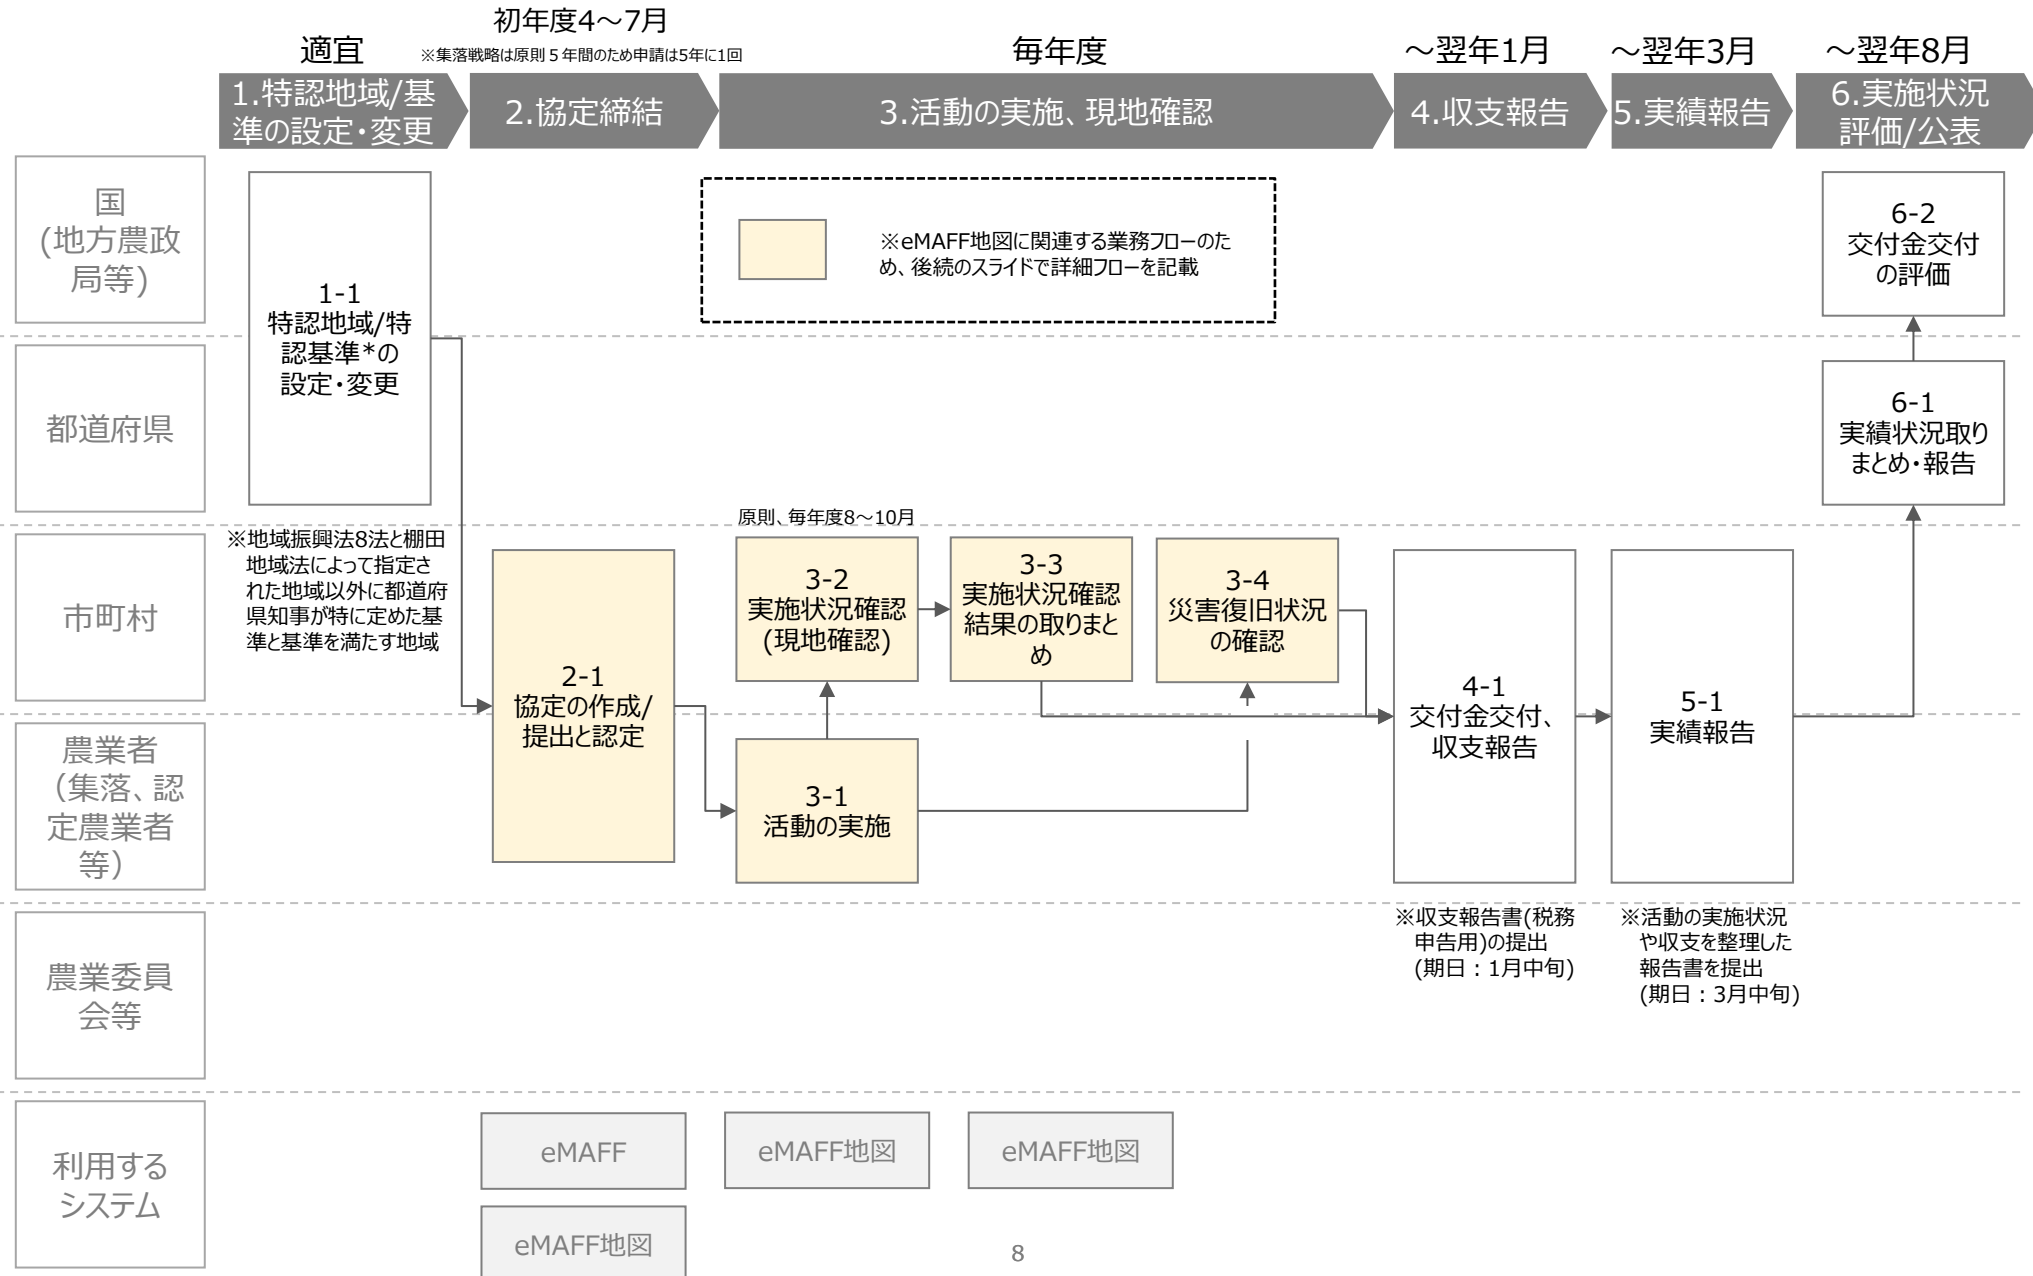 適宜
初年度4～7月
※集落戦略は原則５年間のため申請は5年に1回
毎年度
～翌年1月
～翌年3月
～翌年8月
1.特認地域/基
準の設定・変更
2.協定締結
3.活動の実施、現地確認
4.収支報告
5.実績報告
6.実施状況
評価/公表
国
(地方農政
局等)
1-1
特認地域/特
認基準*の
設定・変更
※eMAFF地図に関連する業務フローのた
め、後続のスライドで詳細フローを記載
6-2
交付金交付
の評価
都道府県
6-1
実績状況取り
まとめ・報告
※地域振興法8法と棚田
地域法によって指定さ
れた地域以外に都道府
県知事が特に定めた基
準と基準を満たす地域
市町村
原則、毎年度8～10月
3-2
実施状況確認
(現地確認)
3-3
実施状況確認
結果の取りまと
め
3-4
災害復旧状況
の確認
2-1
協定の作成/
提出と認定
4-1
交付金交付、
収支報告
5-1
実績報告
農業者
（集落、認
定農業者
等）
3-1
活動の実施
※収支報告書(税務
申告用)の提出
(期日：1月中旬)
※活動の実施状況
や収支を整理した
報告書を提出
(期日：3月中旬)
農業委員
会等
利用する
システム
eMAFF
eMAFF地図
eMAFF地図
eMAFF地図
8